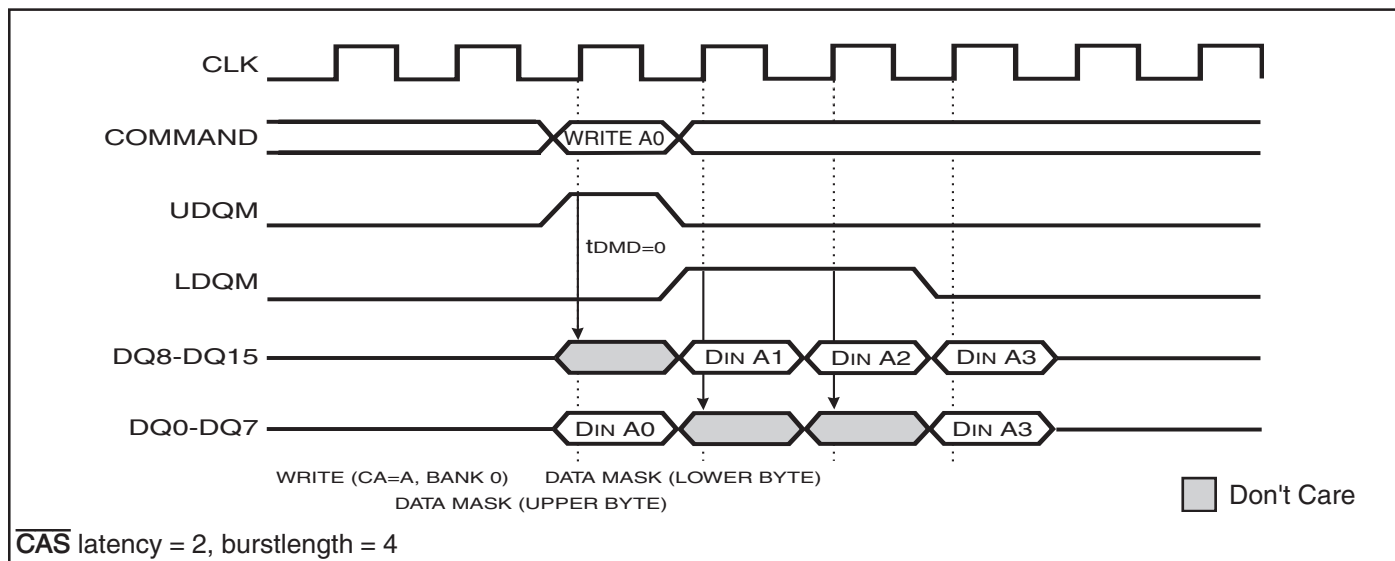 CLK
COMMAND
WRITE A0
UDQM
tDMD=0
LDQM
DQ8-DQ15
DIN A1
DIN A2
DIN A3
DQ0-DQ7
DIN A0
DIN A3
WRITE (CA=A, BANK 0)
DATA MASK (LOWER BYTE)
DATA MASK (UPPER BYTE)
Don't Care
CAS latency = 2, burstlength = 4